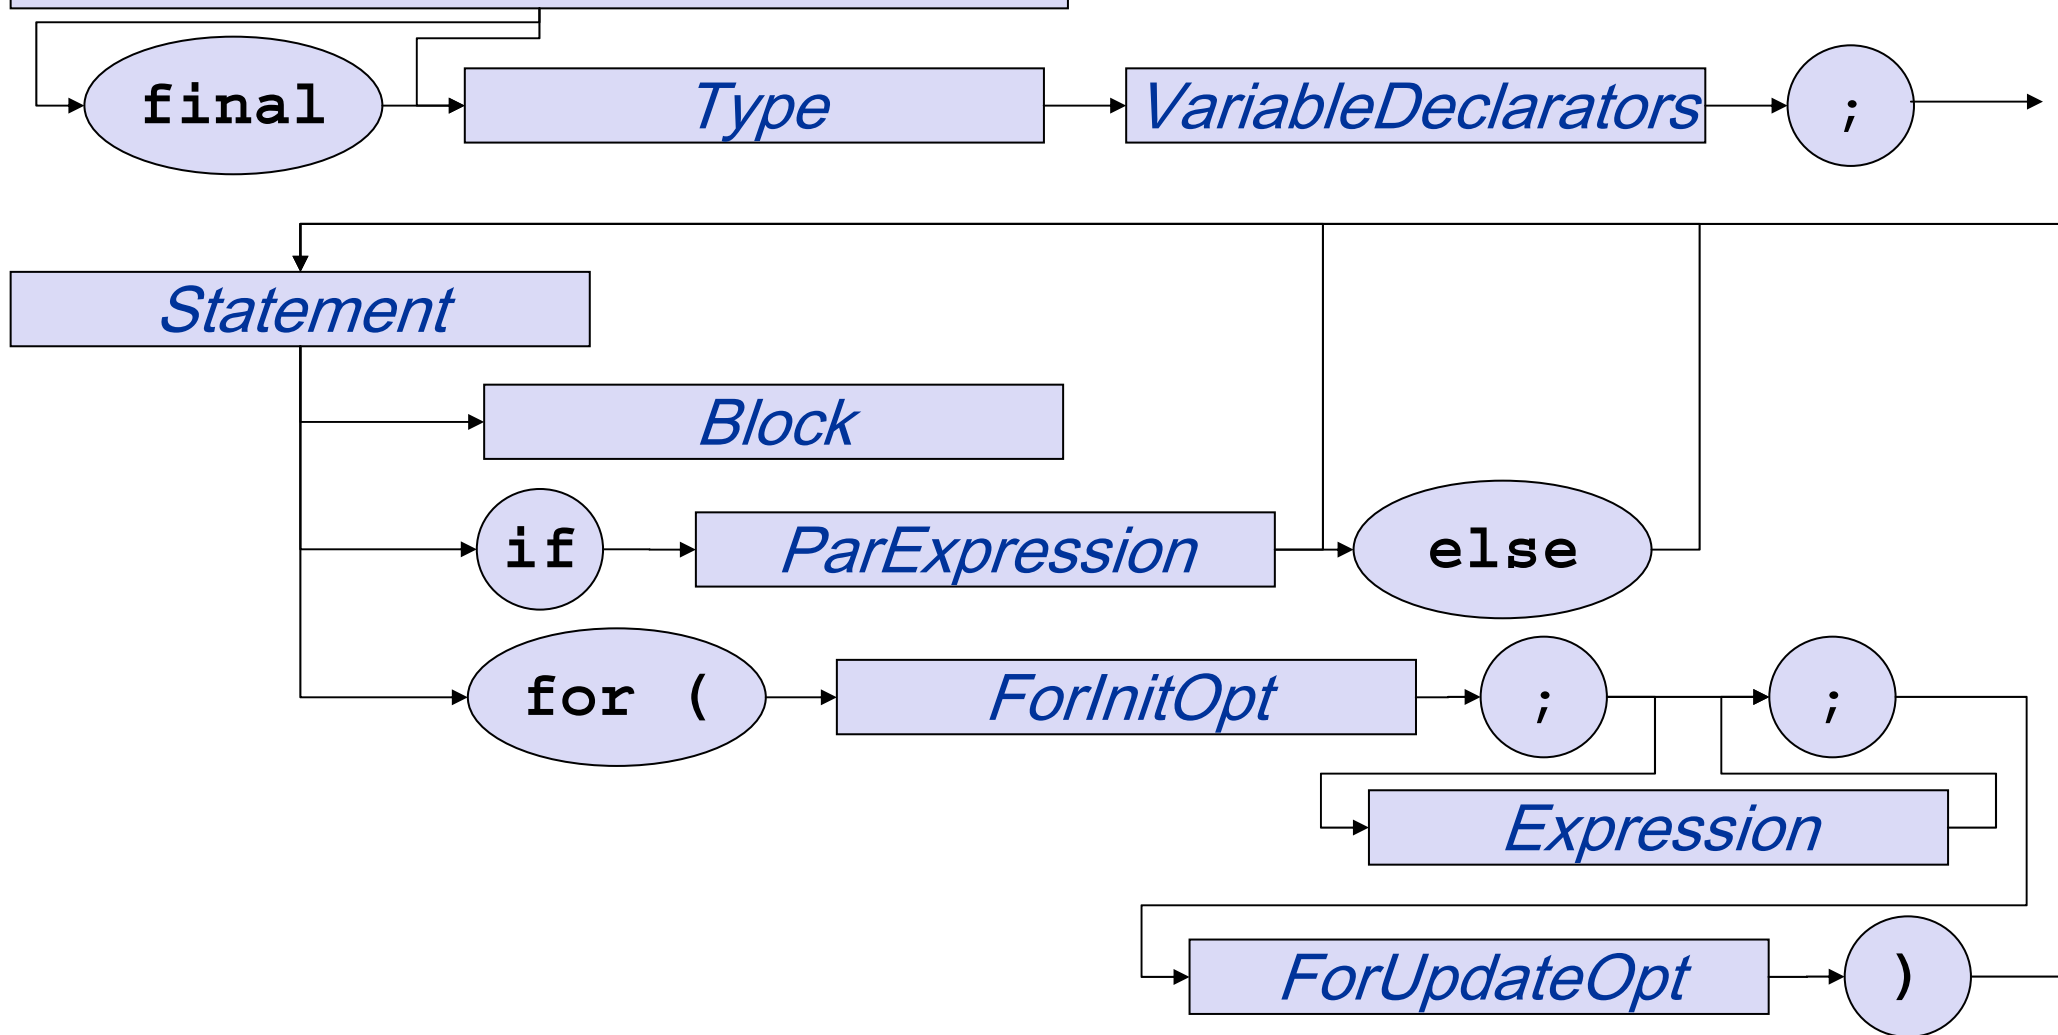 final Type VariableDeclarators ;
Statement
Block
if ParExpression else
for ( ForInitOpt ; ;
Expression
ForUpdateOpt )